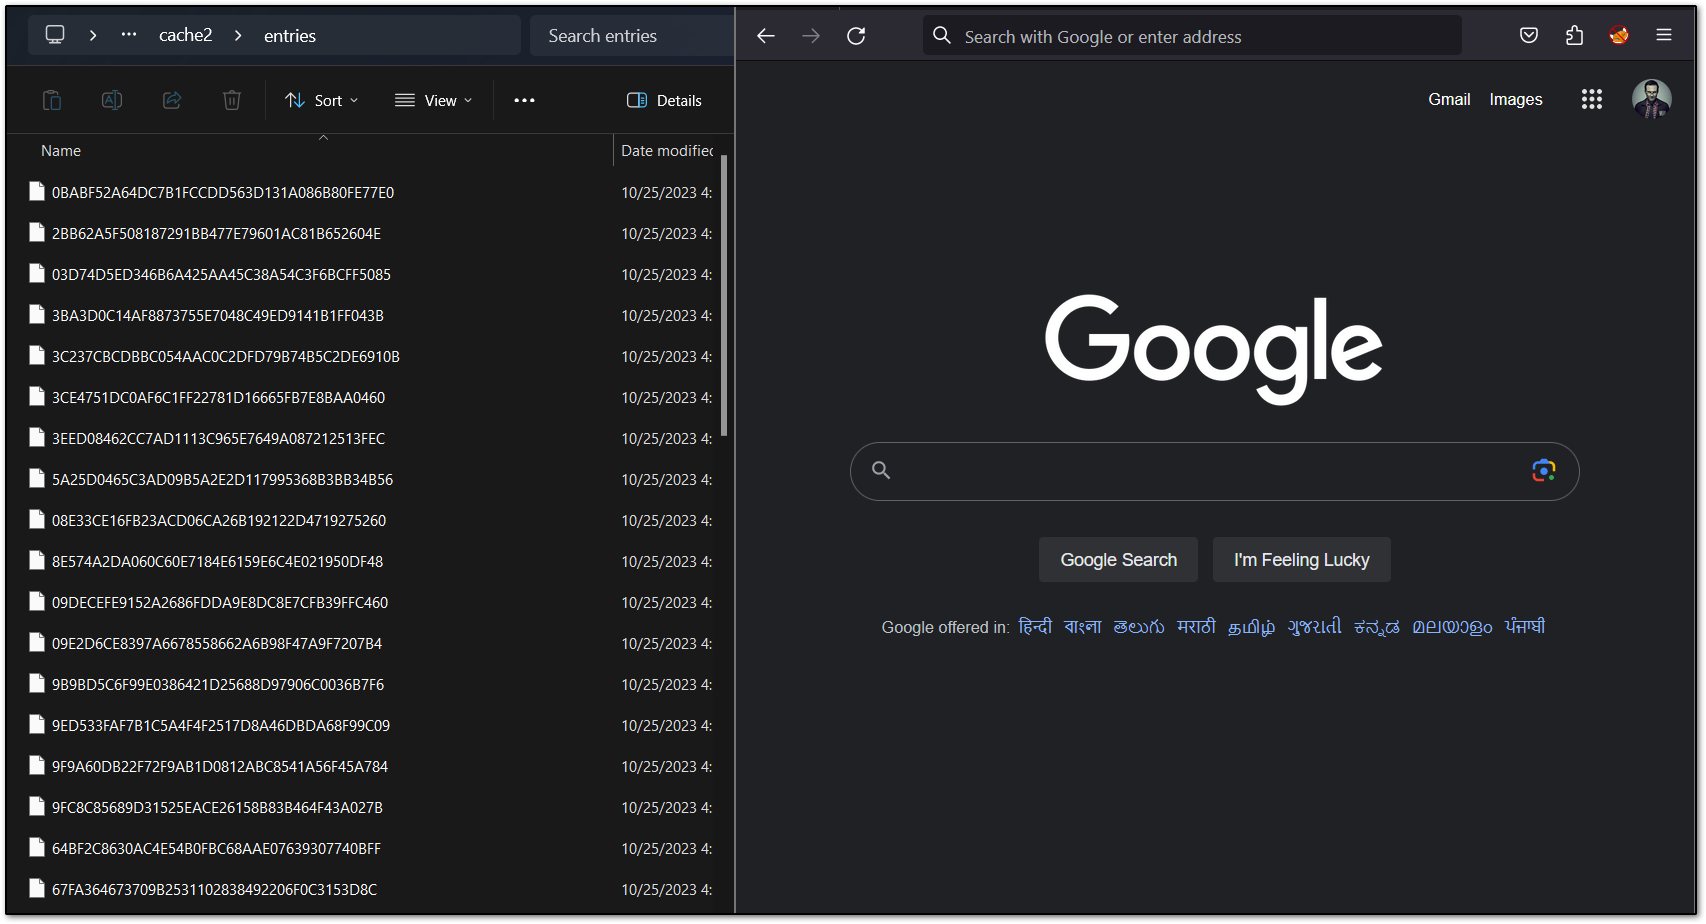 cache2 entries
Search entries
Sort
View
Details
Name
Date modified
0BABF52A64DC7B1FCCDD563D131A086B80FE77E0 10/25/2023 4:
2BB62A5F508187291BB477E79601AC81B652604E 10/25/2023 4:
03D74D5ED346B6A425AA45C38A54C3F6BCFF5085 10/25/2023 4:
3BA3D0C14AF8873755E7048C49ED9141B1FF043B 10/25/2023 4:
3C237CBCDBBC054AAC0C2DFD79B74B5C2DE6910B 10/25/2023 4:
3CE4751DC0AF6C1FF22781D16665FB7E8BAA0460 10/25/2023 4:
3EED08462CC7AD1113C965E7649A087212513FEC 10/25/2023 4:
5A25D0465C3AD09B5A2E2D117995368B3BB34B56 10/25/2023 4:
08E33CE16FB23ACD06CA26B192122D4719275260 10/25/2023 4:
8E574A2DA060C60E7184E6159E6C4E021950DF48 10/25/2023 4:
09DECEFE9152A2686FDDA9E8DC8E7CFB39FFC460 10/25/2023 4:
09E2D6CE8397A6678558662A6B98F47A9F7207B4 10/25/2023 4:
9B9BD5C6F99E0386421D25688D97906C0036B7F6 10/25/2023 4:
9ED533FAF7B1C5A4F4F2517D8A46DBDA68F99C09 10/25/2023 4:
9F9A60DB22F72F9AB1D0812ABC8541A56F45A784 10/25/2023 4:
9FC8C85689D31525EACE26158B83B464F43A027B 10/25/2023 4:
64BF2C8630AC4E54B0FBC68AAE07639307740BFF 10/25/2023 4:
67FA364673709B2531102838492206F0C3153D8C 10/25/2023 4:
Search with Google or enter address
Gmail Images
Google
Google Search
I'm Feeling Lucky
Google offered in: हिन्दी বাংলা తెలుగు मराठी தமிழ் ગુજરાતી ಕನ್ನಡ മലയാളം ਪੰਜਾਬੀ